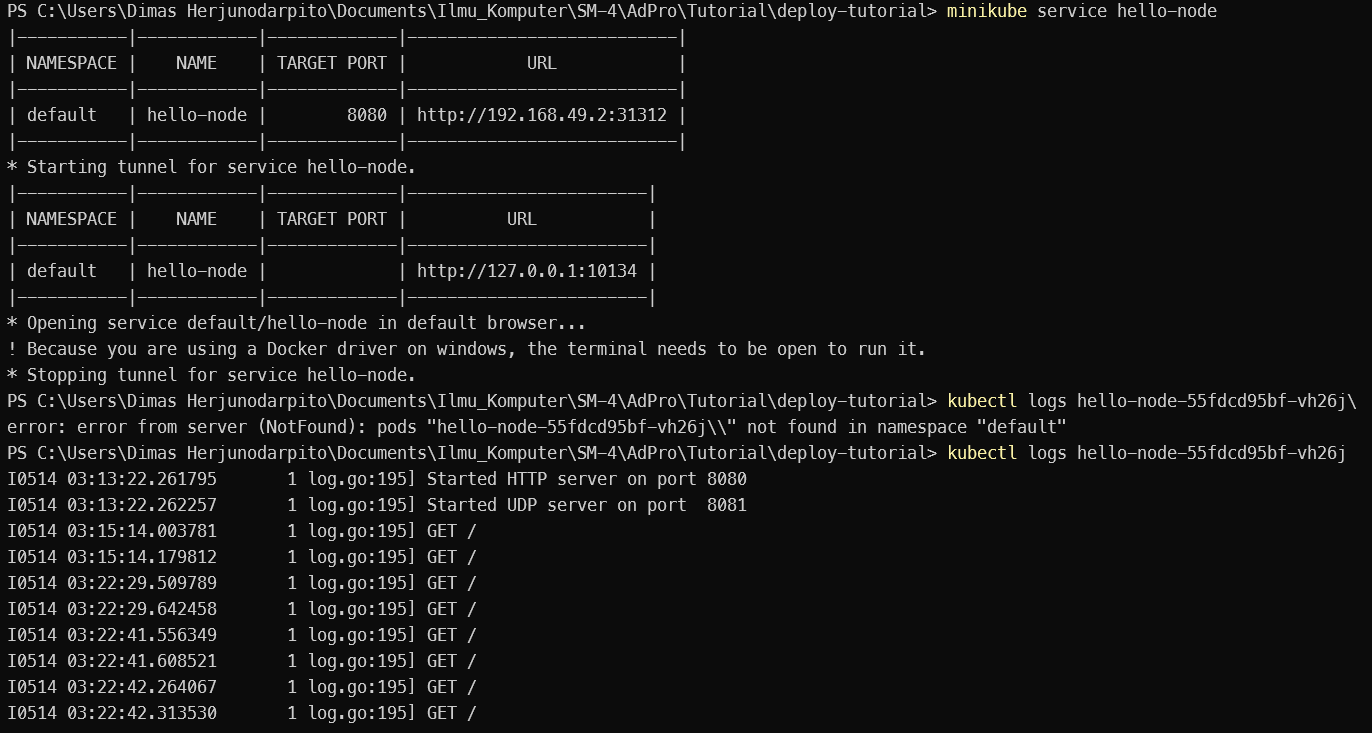 PS C:\Users\Dimas Herjunodarpito\Documents\Ilmu_Komputer\SM-4\AdPro\Tutorial\deploy-tutorial> minikube service hello-node
|-----------|------------|-------------|---------------------------|
| NAMESPACE |    NAME    | TARGET PORT |            URL            |
|-----------|------------|-------------|---------------------------|
| default   | hello-node |        8080 | http://192.168.49.2:31312 |
|-----------|------------|-------------|---------------------------|
* Starting tunnel for service hello-node.
|-----------|------------|-------------|------------------------|
| NAMESPACE |    NAME    | TARGET PORT |          URL           |
|-----------|------------|-------------|------------------------|
| default   | hello-node |             | http://127.0.0.1:10134 |
|-----------|------------|-------------|------------------------|
* Opening service default/hello-node in default browser...
! Because you are using a Docker driver on windows, the terminal needs to be open to run it.
* Stopping tunnel for service hello-node.
PS C:\Users\Dimas Herjunodarpito\Documents\Ilmu_Komputer\SM-4\AdPro\Tutorial\deploy-tutorial> kubectl logs hello-node-55fdcd95bf-vh26j\
error: error from server (NotFound): pods "hello-node-55fdcd95bf-vh26j\\" not found in namespace "default"
PS C:\Users\Dimas Herjunodarpito\Documents\Ilmu_Komputer\SM-4\AdPro\Tutorial\deploy-tutorial> kubectl logs hello-node-55fdcd95bf-vh26j
I0514 03:13:22.261795       1 log.go:195] Started HTTP server on port 8080
I0514 03:13:22.262257       1 log.go:195] Started UDP server on port  8081
I0514 03:15:14.003781       1 log.go:195] GET /
I0514 03:15:14.179812       1 log.go:195] GET /
I0514 03:22:29.509789       1 log.go:195] GET /
I0514 03:22:29.642458       1 log.go:195] GET /
I0514 03:22:41.556349       1 log.go:195] GET /
I0514 03:22:41.608521       1 log.go:195] GET /
I0514 03:22:42.264067       1 log.go:195] GET /
I0514 03:22:42.313530       1 log.go:195] GET /